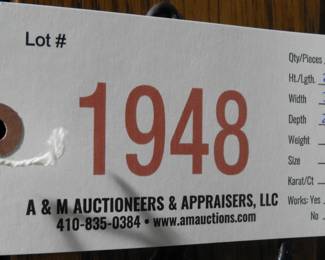 Lot #
1948
A & M AUCTIONEERS & APPRAISERS, LLC
410-835-0384 • www.amauctions.com
Qty/Pieces
Ht./Lgth.
Width
Depth
Weight
Size
Karat/Ct
Works: Yes
No